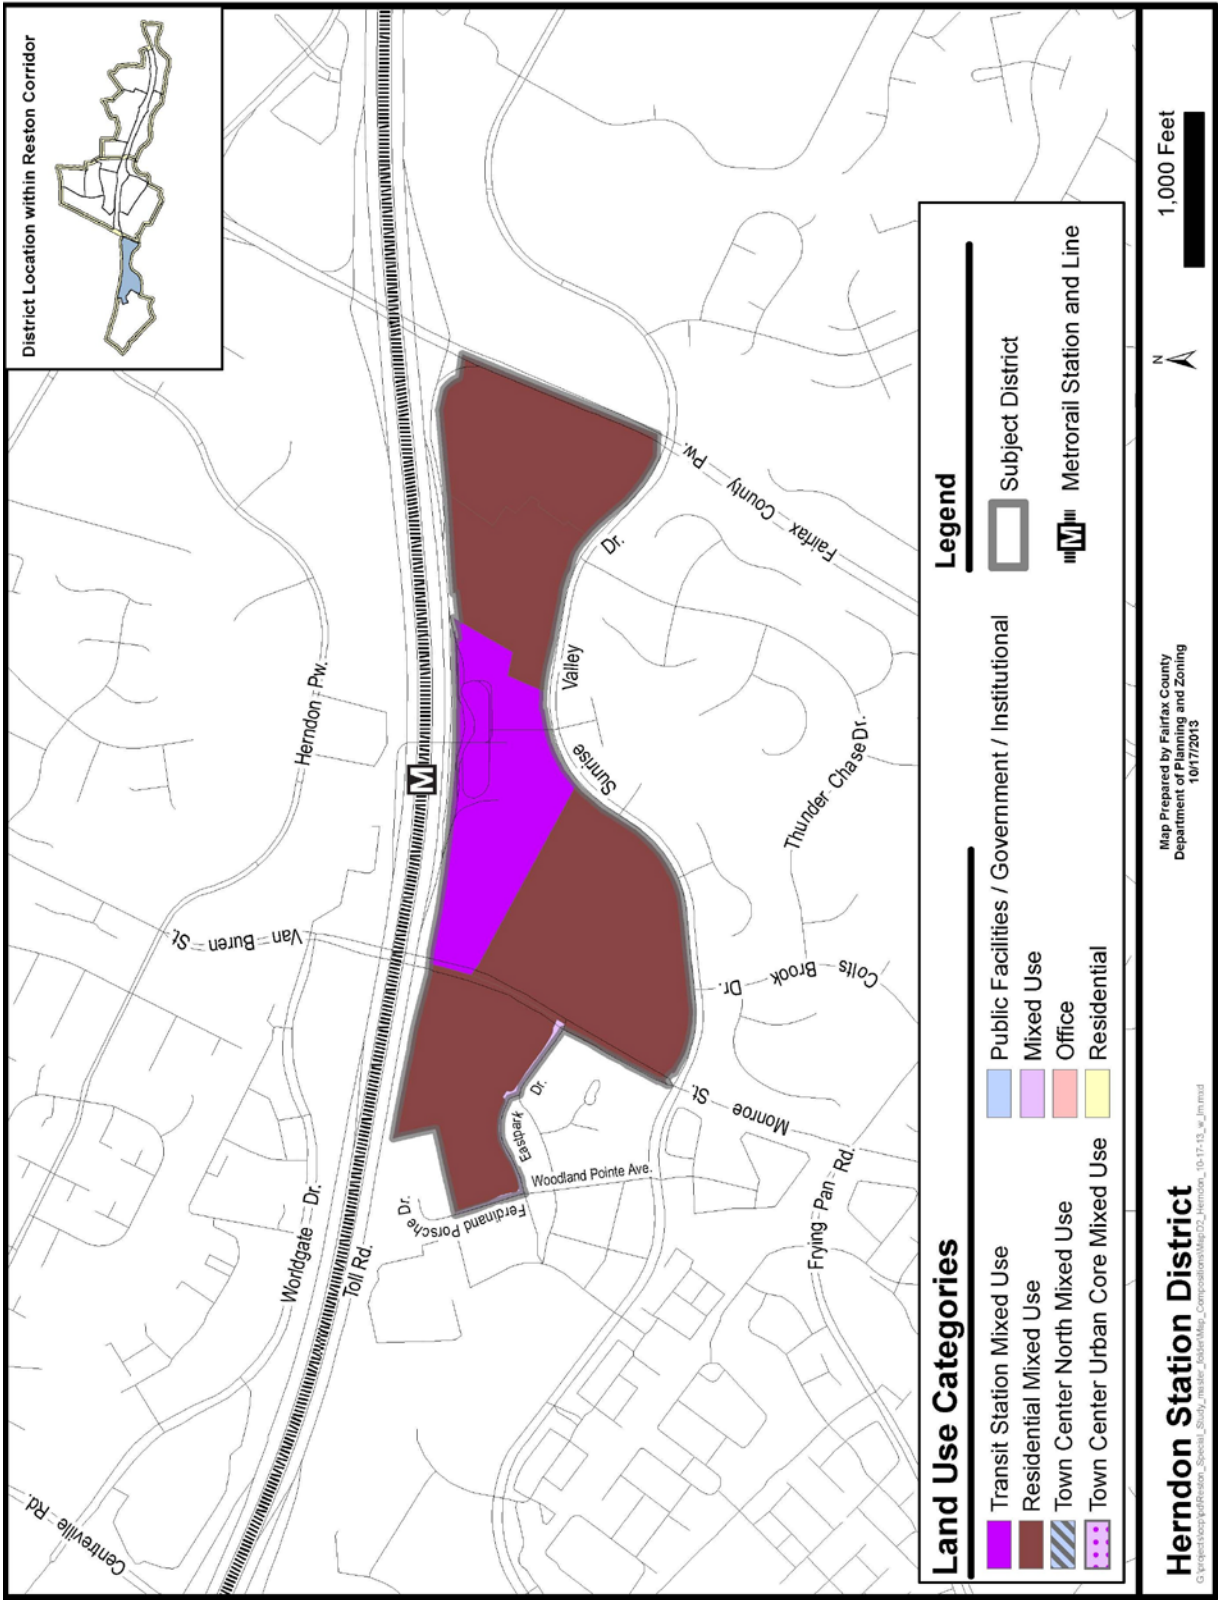 District Location within Reston Corridor
Centreville Rd.
Worldgate Dr.
Toll Rd.
Van Buren St.
Herndon Pw.
M
Ferdinand Porsche Dr.
Eastpark Dr.
Woodland Pointe Ave.
Monroe St.
Frying Pan Rd.
Colts Brook Dr.
Thunder Chase Dr.
Sunrise Valley Dr.
Fairfax County Pw.
Land Use Categories
Transit Station Mixed Use
Residential Mixed Use
Town Center North Mixed Use
Town Center Urban Core Mixed Use
Public Facilities / Government / Institutional
Mixed Use
Office
Residential
Legend
Subject District
M Metrorail Station and Line
Herndon Station District
Map Prepared by Fairfax County
Department of Planning and Zoning
10/17/2013
N
1,000 Feet